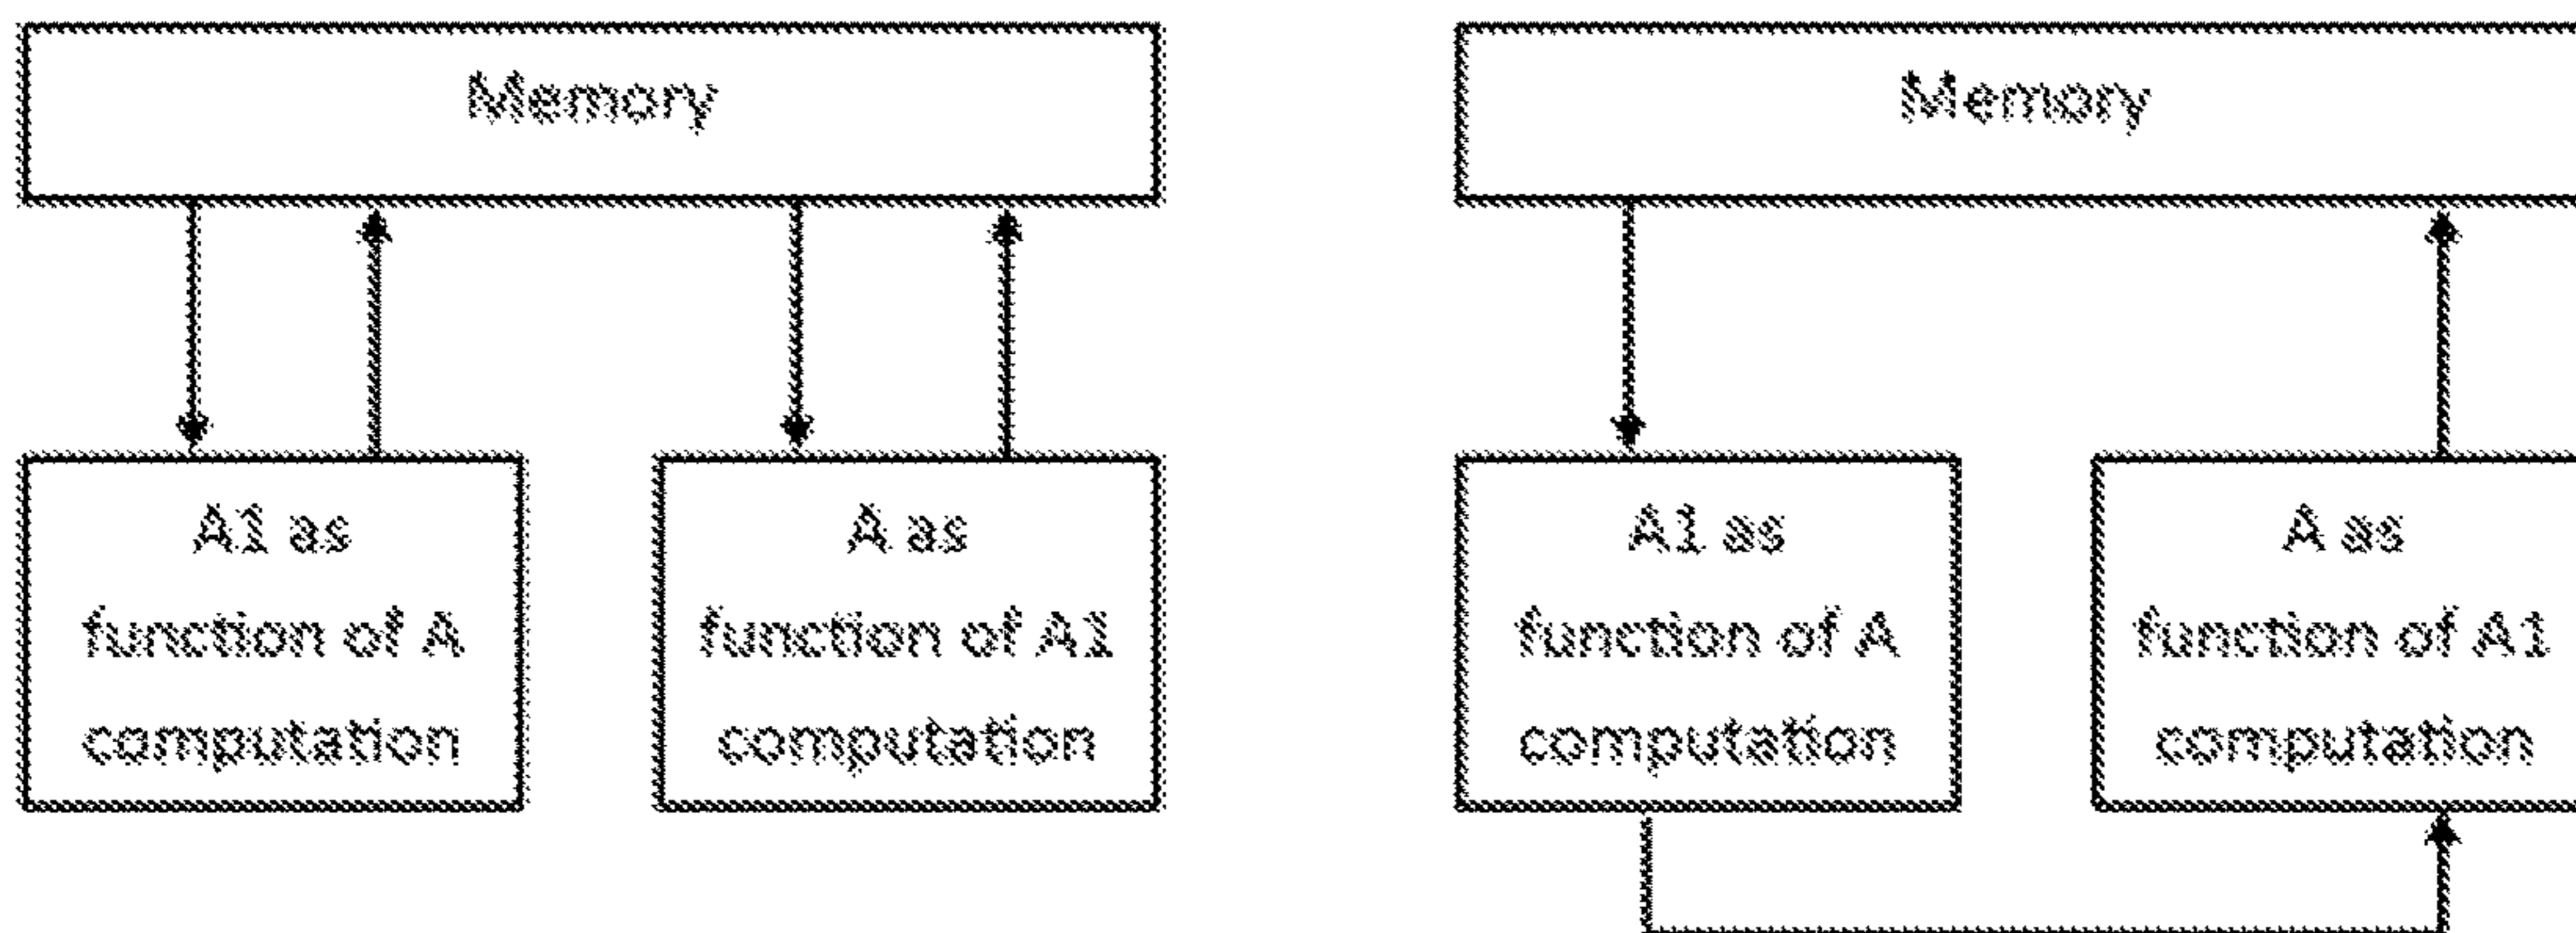 Memory
A1 as
function of A
computation
A as
function of A1
computation
Memory
A1 as
function of A
computation
A as
function of A1
computation